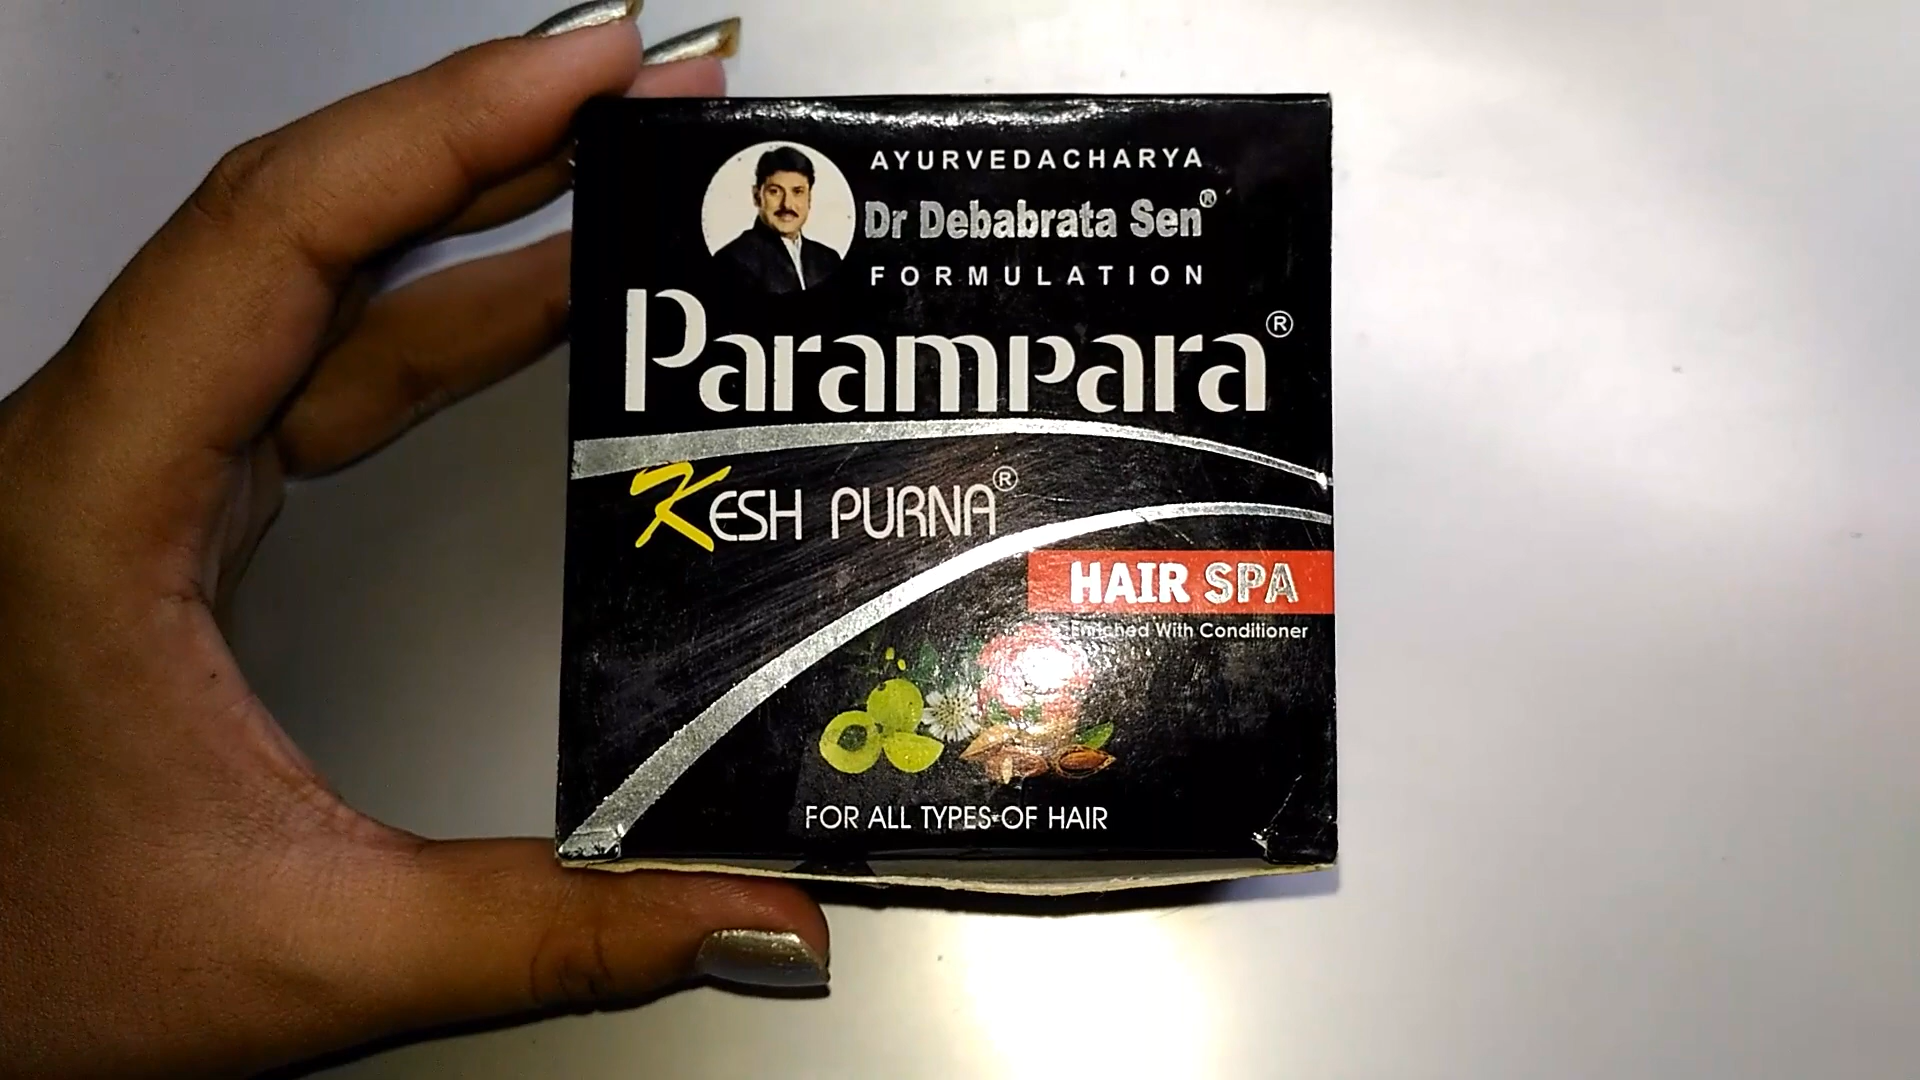 AYURVEDACHARYA
Dr Debabrata Sen®
FORMULATION
Parampara®
KESH PURNA®
HAIR SPA
Enriched With Conditioner
FOR ALL TYPES OF HAIR